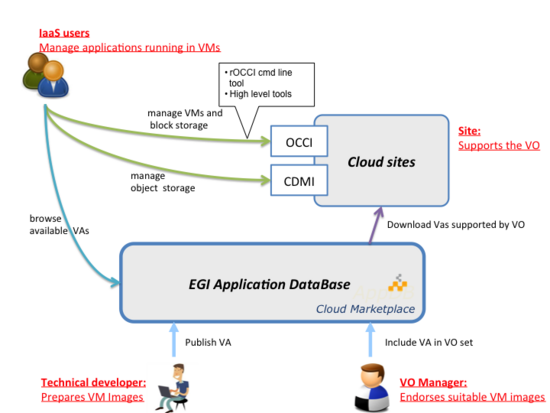 IaaS users
Manage applications running in VMs
• rOCCI cmd line
tool
• High level tools
manage VMs and
block storage
OCCI
Cloud sites
Site:
Supports the VO
CDMI
manage
object storage
browse
available VAs
Download Vas supported by VO
EGI Application DataBase
Cloud Marketplace
Publish VA
Include VA in VO set
Technical developer:
Prepares VM Images
VO Manager:
Endorses suitable VM images